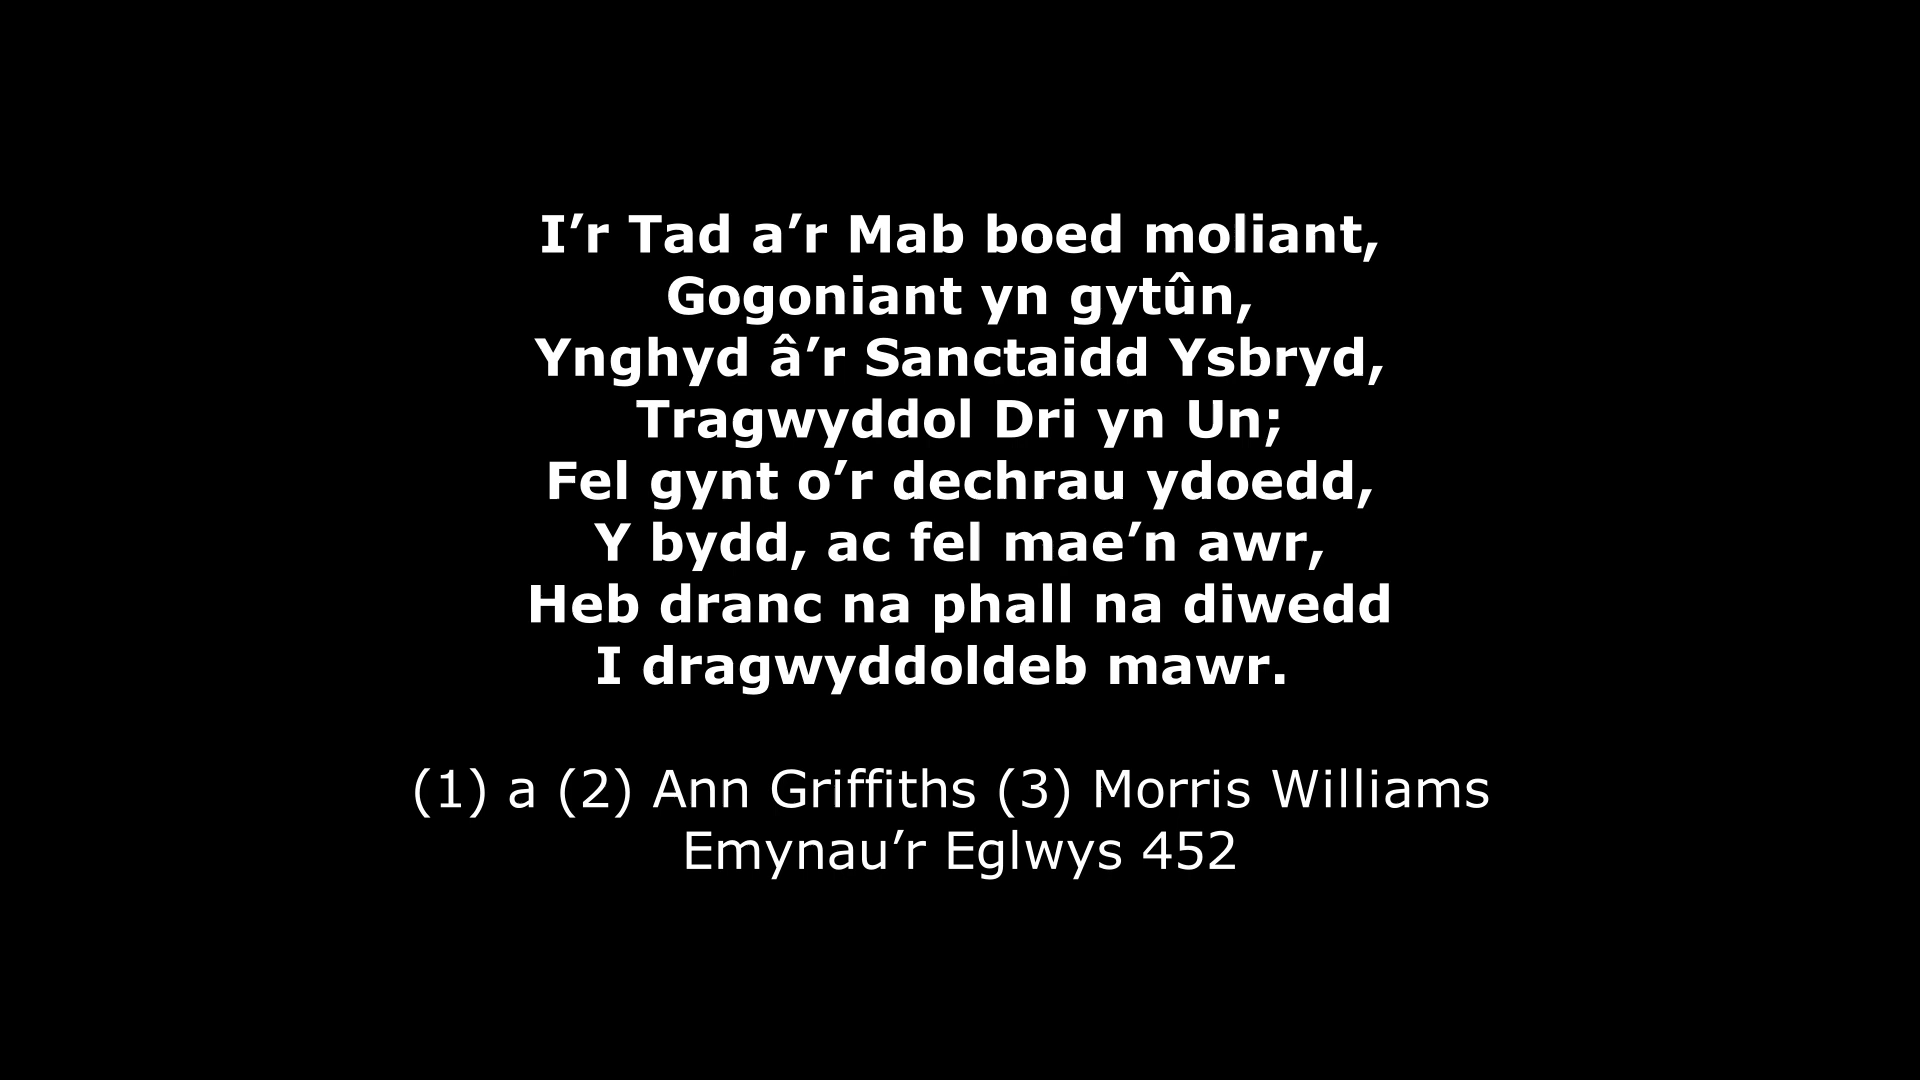 I’r Tad a’r Mab boed moliant,
Gogoniant yn gytûn,
Ynghyd â’r Sanctaidd Ysbryd,
Tragwyddol Dri yn Un;
Fel gynt o’r dechrau ydoedd,
Y bydd, ac fel mae’n awr,
Heb dranc na phall na diwedd
I dragwyddoldeb mawr.
(1) a (2) Ann Griffiths (3) Morris Williams
Emynau’r Eglwys 452